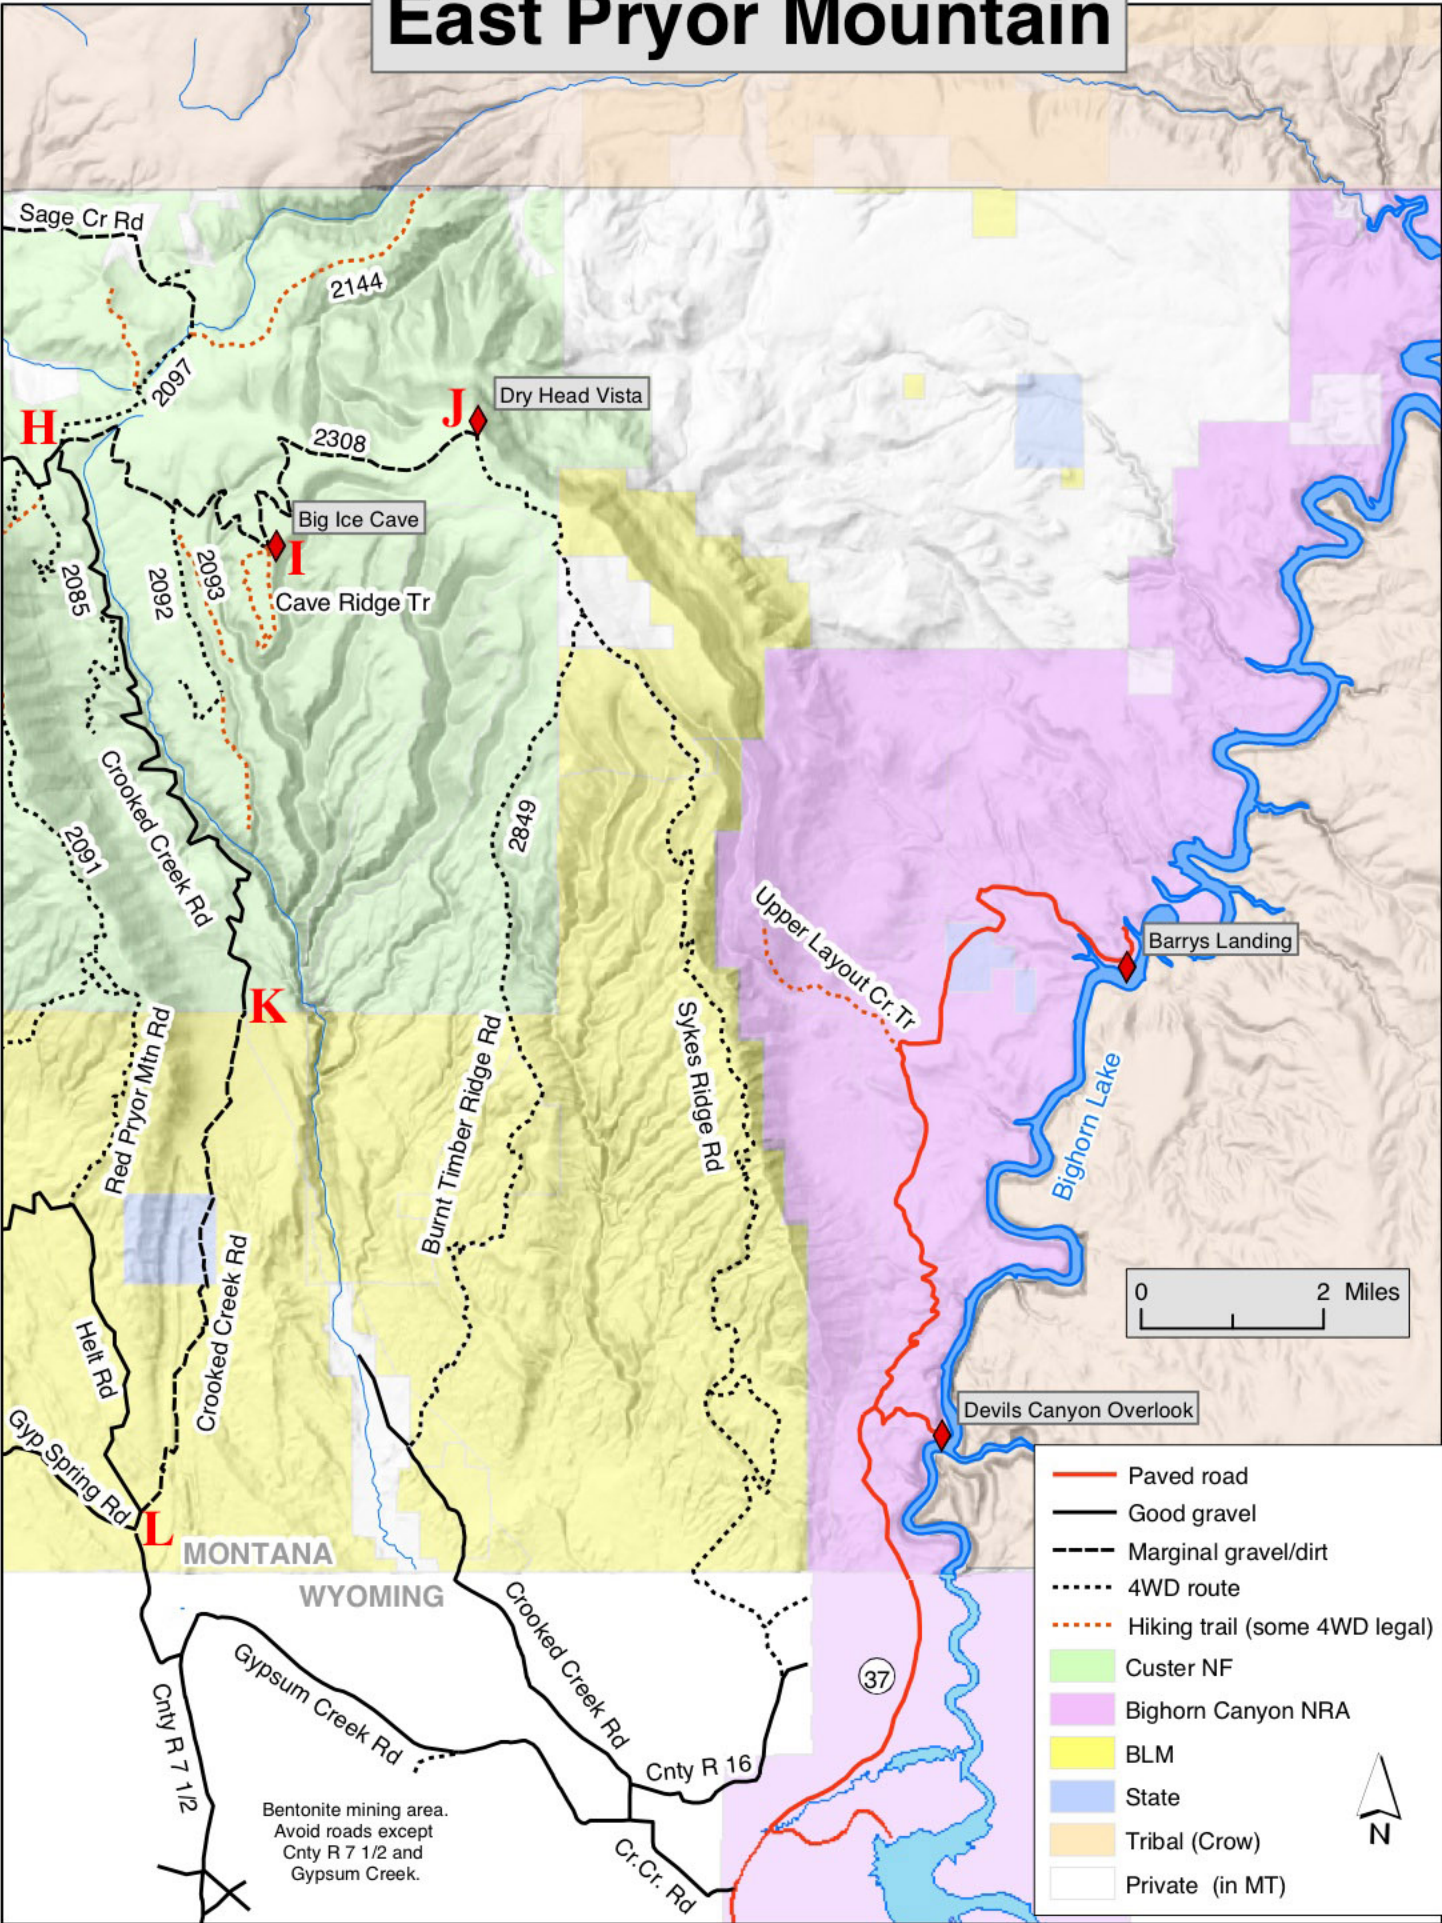 East Pryor Mountain
Sage Cr Rd
2144
2097
H
J
Dry Head Vista
2308
Big Ice Cave
I
2085
2092
2093
Cave Ridge Tr
Crooked Creek Rd
2091
2849
Upper Layout Cr.Tr
Barrys Landing
K
Red Pryor Mtn Rd
Burnt Timber Ridge Rd
Sykes Ridge Rd
Bighorn Lake
0 2 Miles
Helt Rd
Crooked Creek Rd
Gyp Spring Rd
Devils Canyon Overlook
L
MONTANA
WYOMING
Crooked Creek Rd
Gypsum Creek Rd
Cnty R 7 1/2
37
Cnty R 16
Cr.Cr. Rd
Bentonite mining area.
Avoid roads except
Cnty R 7 1/2 and
Gypsum Creek.
Paved road
Good gravel
Marginal gravel/dirt
4WD route
Hiking trail (some 4WD legal)
Custer NF
Bighorn Canyon NRA
BLM
State
Tribal (Crow)
Private (in MT)
N